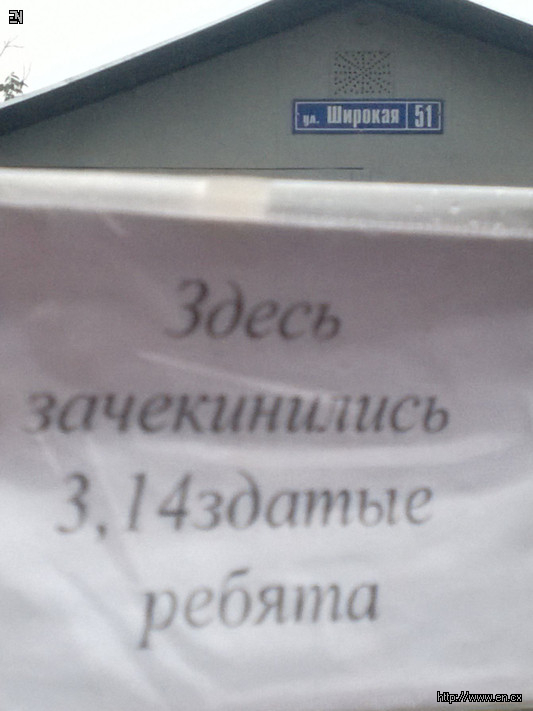 EN
ул. Широкая 51
Здесь
зачекинились
3,14здатые
ребята
http://www.en.cx